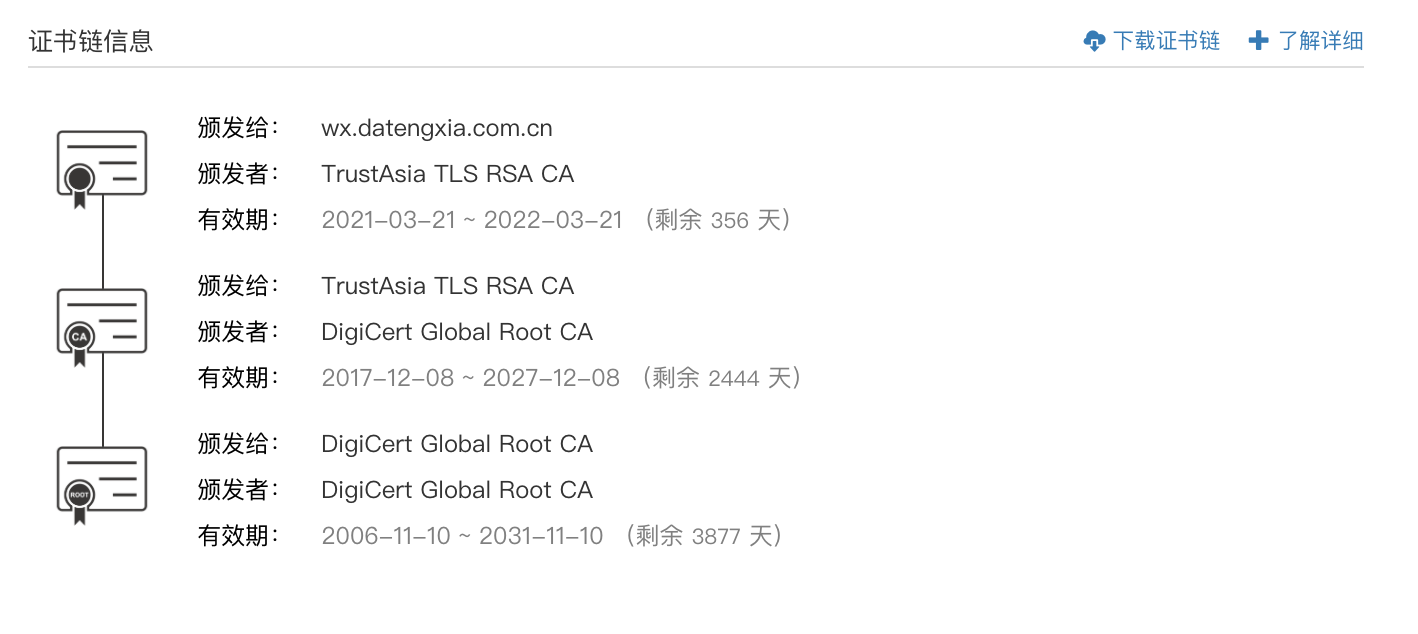 证书链信息
下载证书链 了解详细
颁发给： wx.datengxia.com.cn
颁发者： TrustAsia TLS RSA CA
有效期： 2021-03-21 ~ 2022-03-21 （剩余 356 天）
颁发给： TrustAsia TLS RSA CA
CA
颁发者： DigiCert Global Root CA
有效期： 2017-12-08 ~ 2027-12-08 （剩余 2444 天）
颁发给： DigiCert Global Root CA
ROOT
颁发者： DigiCert Global Root CA
有效期： 2006-11-10 ~ 2031-11-10 （剩余 3877 天）